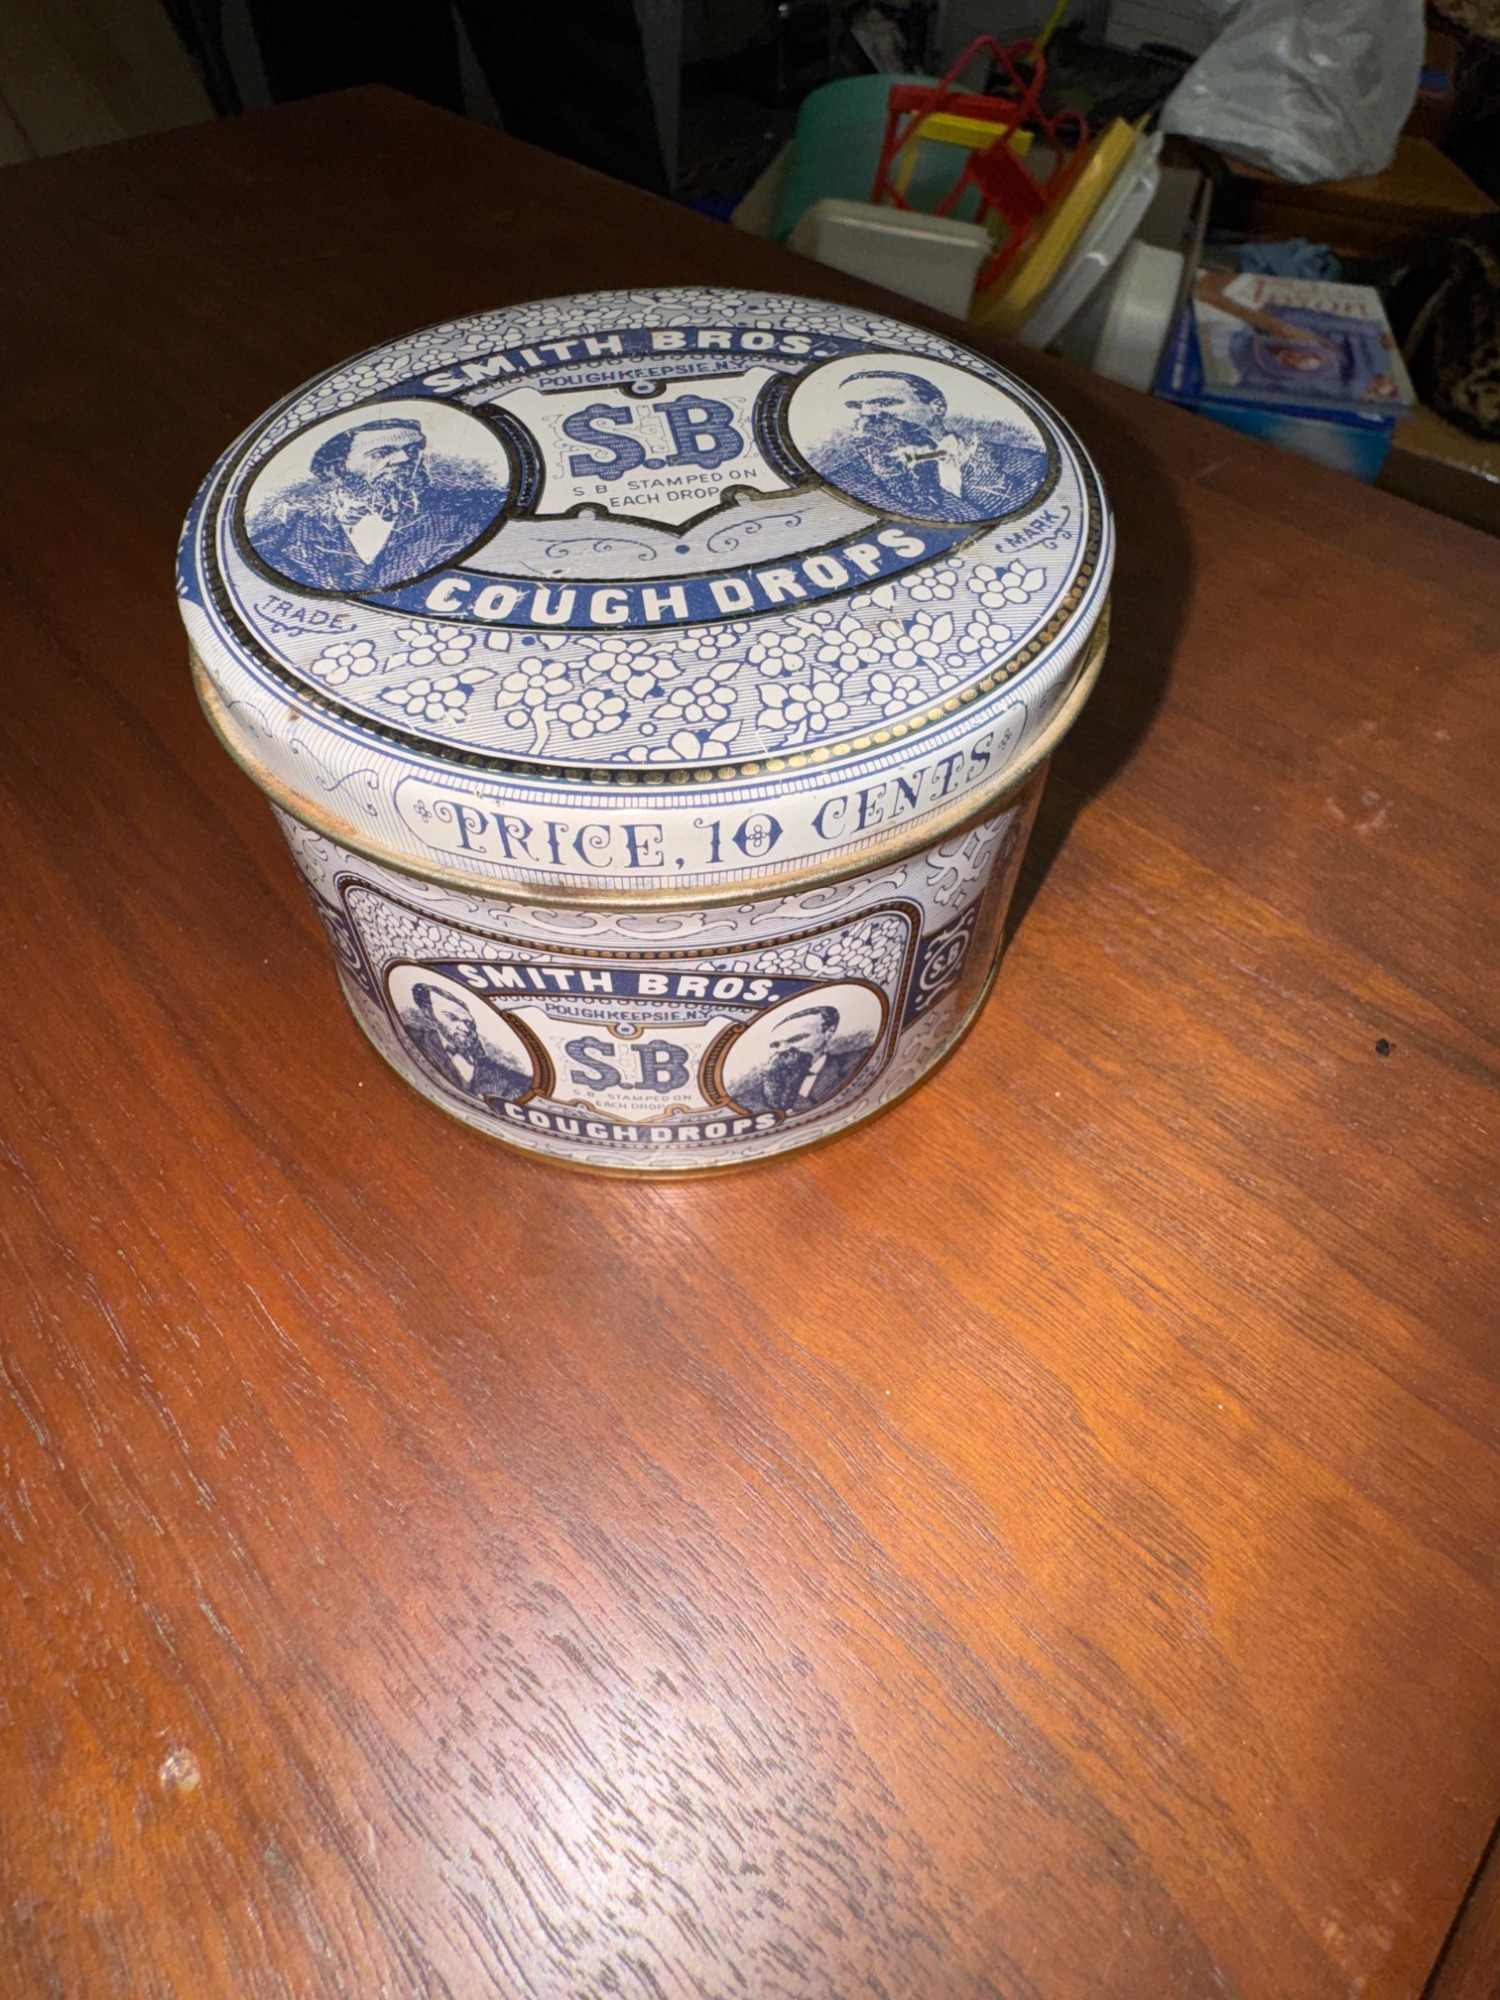 SMITH BROS.
POUGHKEEPSIE, N.Y.
S.B
S.B STAMPED ON
EACH DROP
COUGH DROPS
TRADE
MARK
PRICE, 10 CENTS
SMITH BROS.
POUGHKEEPSIE, N.Y.
S.B
S.B STAMPED ON
EACH DROP
COUGH DROPS
S.B